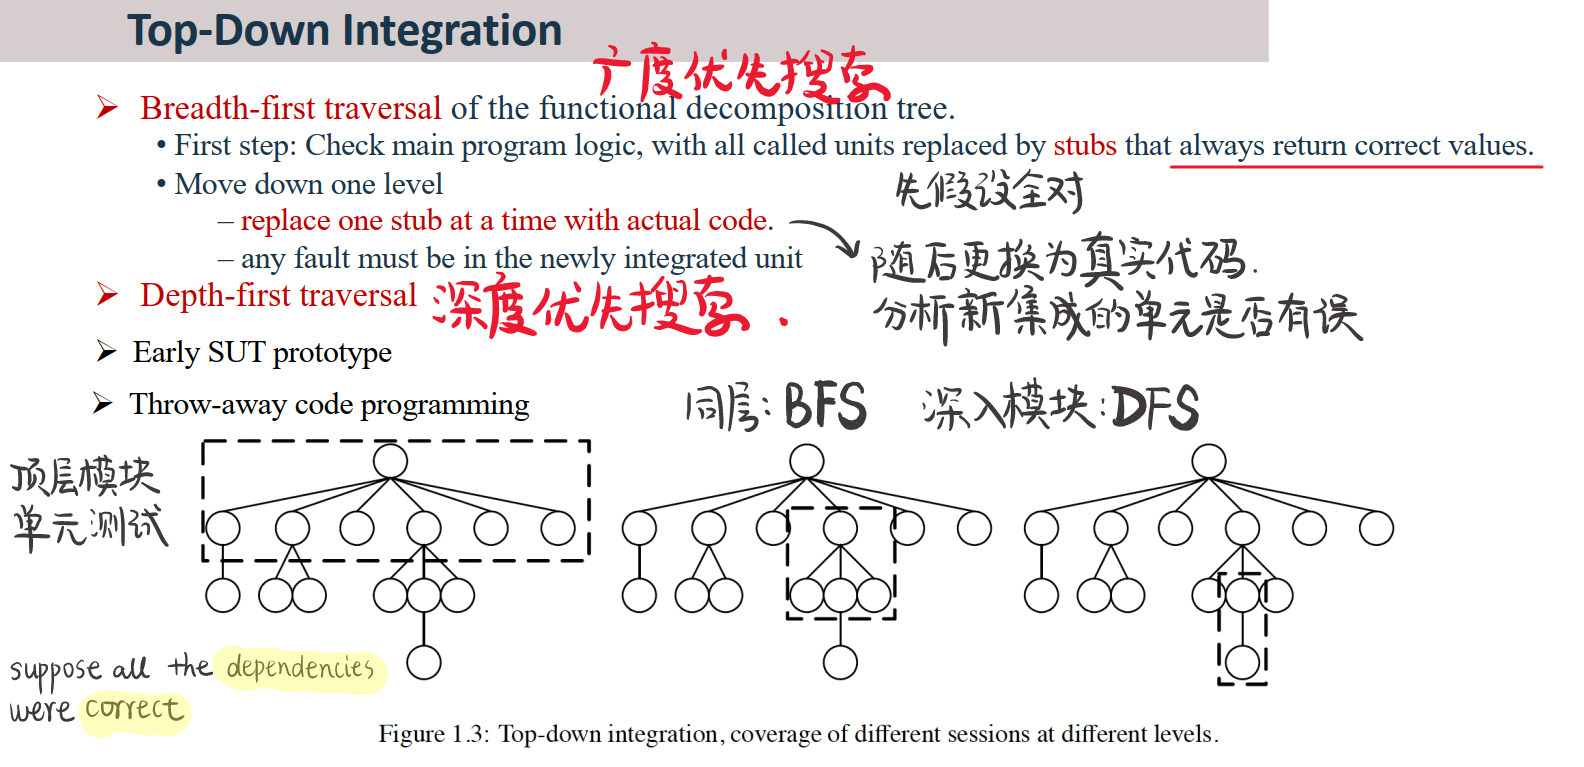 Top-Down Integration
广度优先搜索
➢ Breadth-first traversal of the functional decomposition tree.
• First step: Check main program logic, with all called units replaced by stubs that always return correct values.
先假设全对
• Move down one level
– replace one stub at a time with actual code.
– any fault must be in the newly integrated unit
随后更换为真实代码.
分析新集成的单元是否有误
➢ Depth-first traversal
深度优先搜索.
➢ Early SUT prototype
➢ Throw-away code programming
同层: BFS 深入模块: DFS
顶层模块
单元测试
suppose all the dependencies
were correct
Figure 1.3: Top-down integration, coverage of different sessions at different levels.